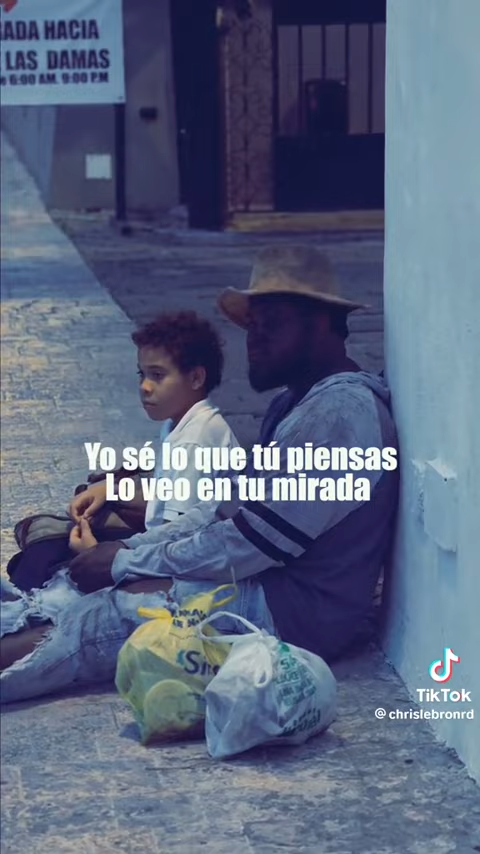 ADA HACIA
LAS DAMAS
6:00 AM. 9:00 P.M
Yo sé lo que tú piensas
Lo veo en tu mirada
TikTok
@chrislebronrd